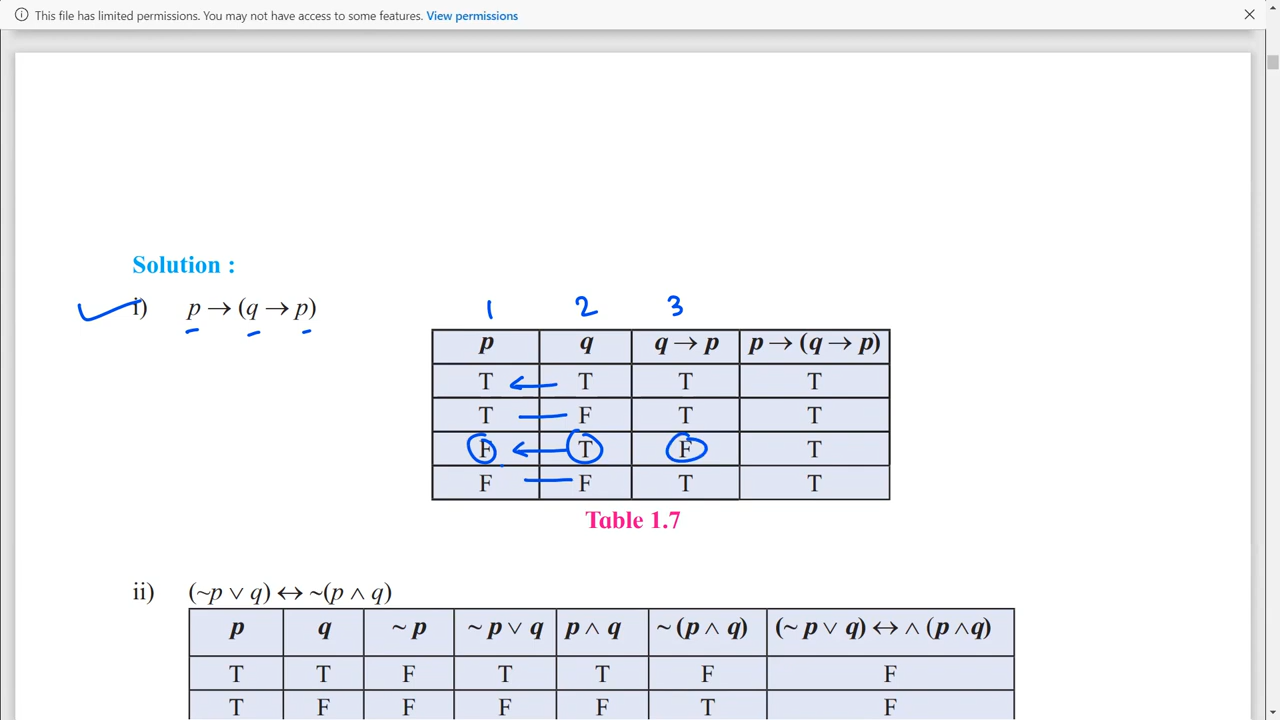 This file has limited permissions. You may not have access to some features. View permissions
Solution :
i) p → (q → p)
1 2 3
p q q → p p → (q → p)
T T T T
T F T T
F T F T
F F T T
Table 1.7
ii) (~p ∨ q) ↔ ~(p ∧ q)
p q ~ p ~ p ∨ q p ∧ q ~ (p ∧ q) (~ p ∨ q) ↔ ∧ (p ∧q)
T T F T T F F
T F F F F T F